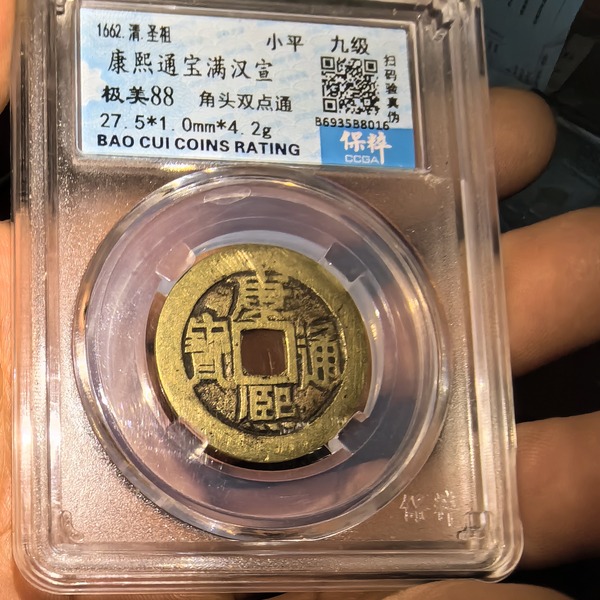 1662.清.圣祖
小平 九级
康熙通宝满汉宣
极美88 角头双点通
27.5*1.0mm*4.2g
BAO CUI COINS RATING
扫码验真伪
B6935B8016
保粹
CCGA
康熙通寶